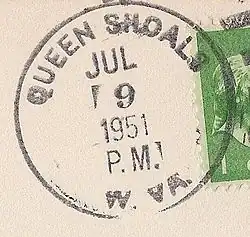 QUEEN SHOALS
JUL
9
1951
P.M.
W. VA.